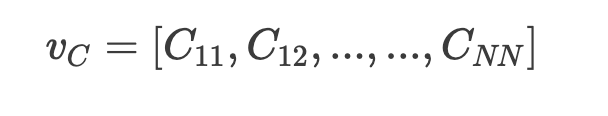 v_C = [C_{11}, C_{12}, ..., ..., C_{NN}]